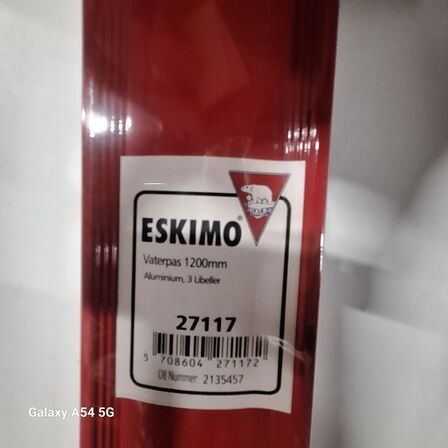 ESKIMO®
Vaterpas 1200mm
Aluminium, 3 Libeller
27117
5 708604 271172
DB Nummer: 2135457
Galaxy A54 5G